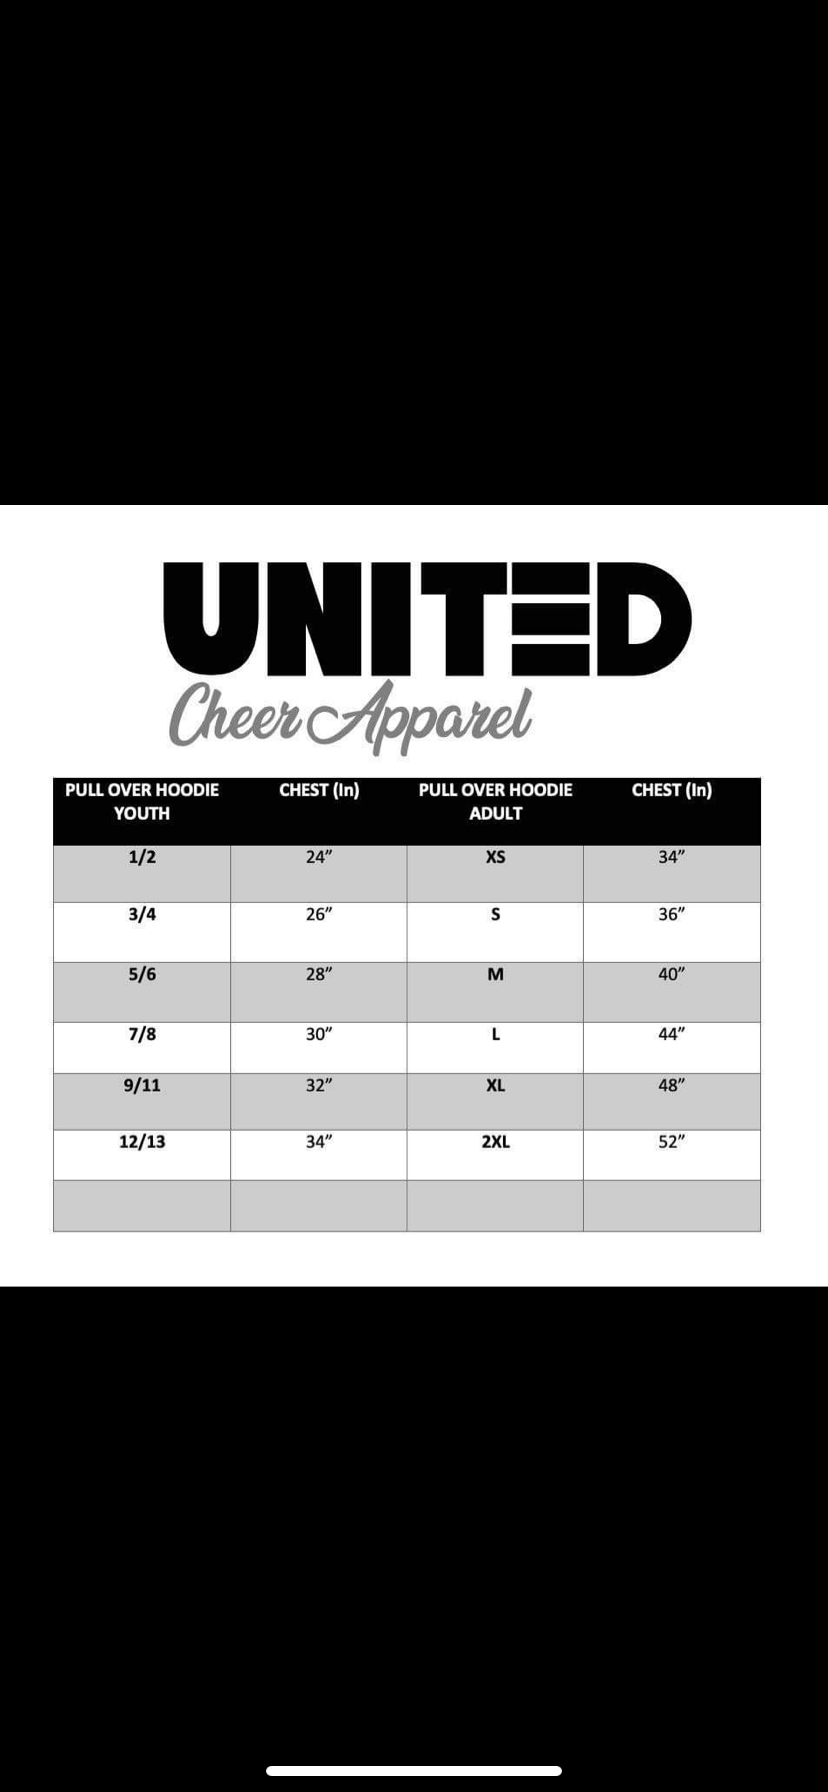 UNITED
Cheer Apparel
PULL OVER HOODIE YOUTH CHEST (In) PULL OVER HOODIE ADULT CHEST (In)
1/2 24” XS 34”
3/4 26” S 36”
5/6 28” M 40”
7/8 30” L 44”
9/11 32” XL 48”
12/13 34” 2XL 52”